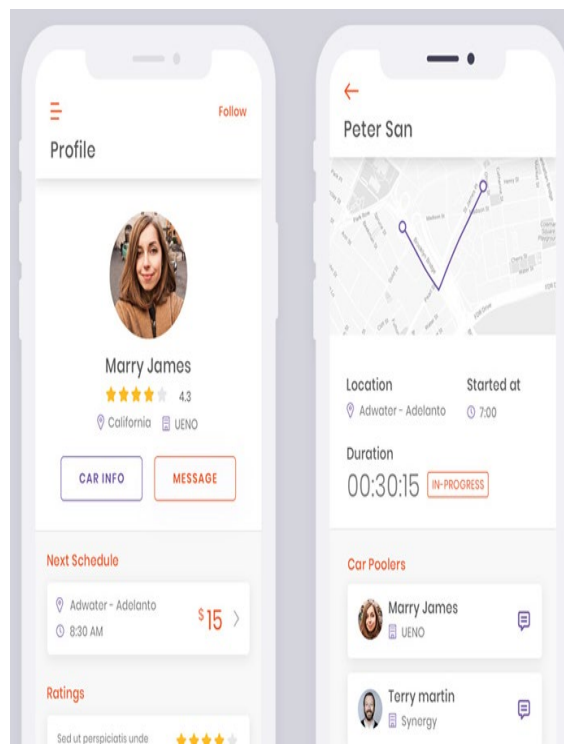 Follow
Profile
Marry James
4.3
California UENO
CAR INFO MESSAGE
Next Schedule
Adwater - Adelanto
8:30 AM
$15
Ratings
Sed ut perspiciatis unde
Peter San
Location Started at
Adwater - Adelanto 7:00
Duration
00:30:15 IN-PROGRESS
Car Poolers
Marry James
UENO
Terry martin
Synergy